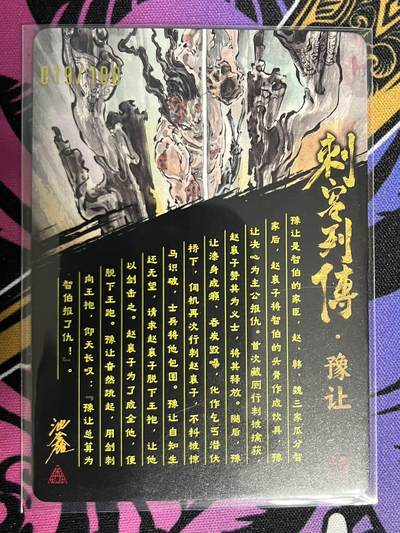 刺客列傳·豫让
豫让是智伯的家臣，赵、韩、魏三家瓜分智
家后，赵襄子将智伯的头骨作成饮具，豫
让决心为主公报仇。首次藏厕行刺被擒获，
赵襄子赞其为义士，将其释放。随后，豫
让漆身成癞，吞炭毁嗓，化作乞丐潜伏
桥下，伺机再次行刺赵襄子，不料被惊
马识破，士兵将他包围。豫让自知生
还无望，请求赵襄子脱下王袍，让他
以剑击之。赵襄子为了成全他，便
脱下王袍。豫让奋然跳起，用剑刺
向王袍，仰天长叹：『豫让总算为
智伯报了仇！』。